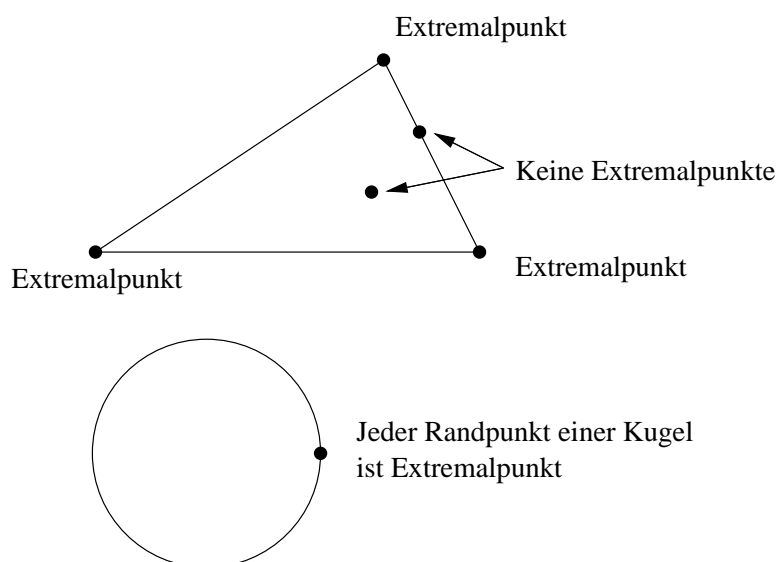 Extremalpunkt
Keine Extremalpunkte
Extremalpunkt
Extremalpunkt
Jeder Randpunkt einer Kugel
ist Extremalpunkt